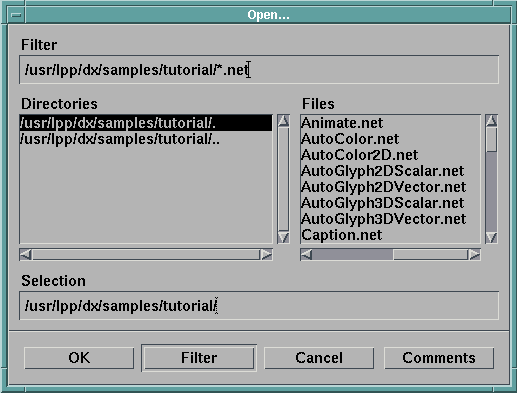 Open...
Filter
/usr/lpp/dx/samples/tutorial/*.net
Directories
/usr/lpp/dx/samples/tutorial/.
/usr/lpp/dx/samples/tutorial/..
Files
Animate.net
AutoColor.net
AutoColor2D.net
AutoGlyph2DScalar.net
AutoGlyph2DVector.net
AutoGlyph3DScalar.net
AutoGlyph3DVector.net
Caption.net
Selection
/usr/lpp/dx/samples/tutorial/
OK
Filter
Cancel
Comments